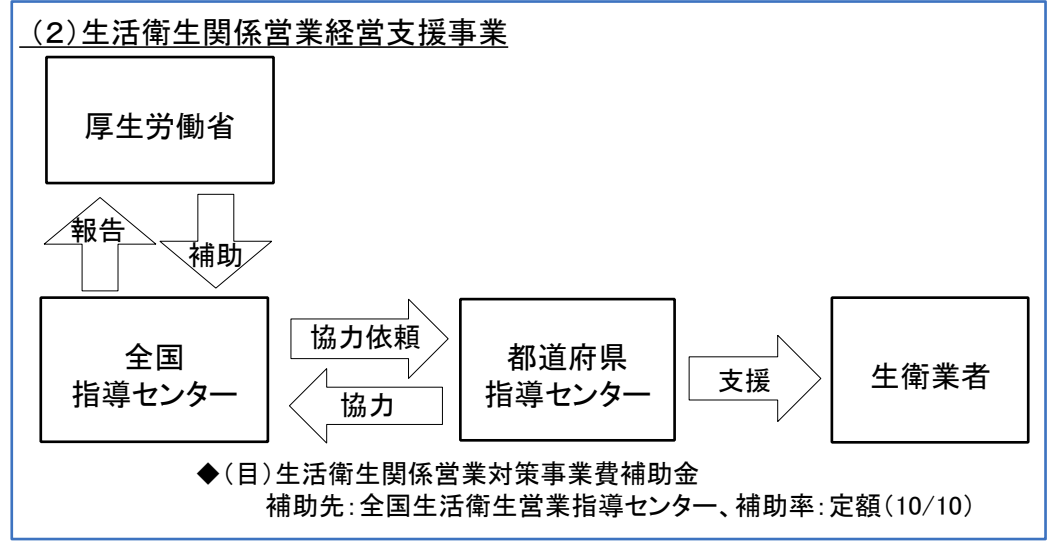 （２）生活衛生関係営業経営支援事業
厚生労働省
報告
補助
全国
指導センター
協力依頼
協力
都道府県
指導センター
支援
生衛業者
◆（目）生活衛生関係営業対策事業費補助金
補助先：全国生活衛生営業指導センター、補助率：定額（10/10）